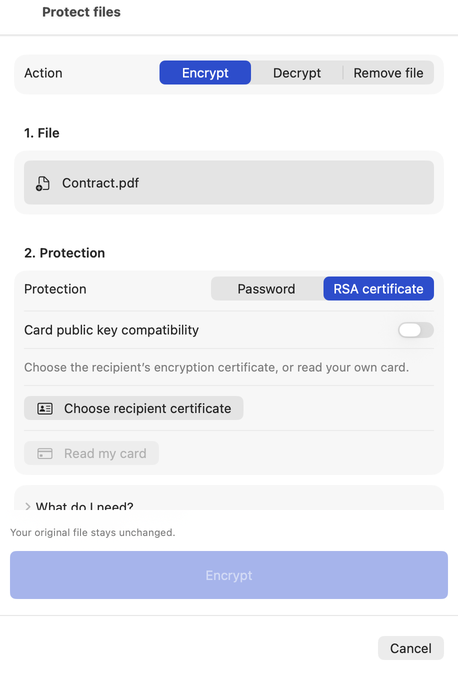 Protect files
Action Encrypt Decrypt Remove file
1. File
Contract.pdf
2. Protection
Protection Password RSA certificate
Card public key compatibility
Choose the recipient’s encryption certificate, or read your own card.
Choose recipient certificate
Read my card
What do I need?
Your original file stays unchanged.
Encrypt
Cancel